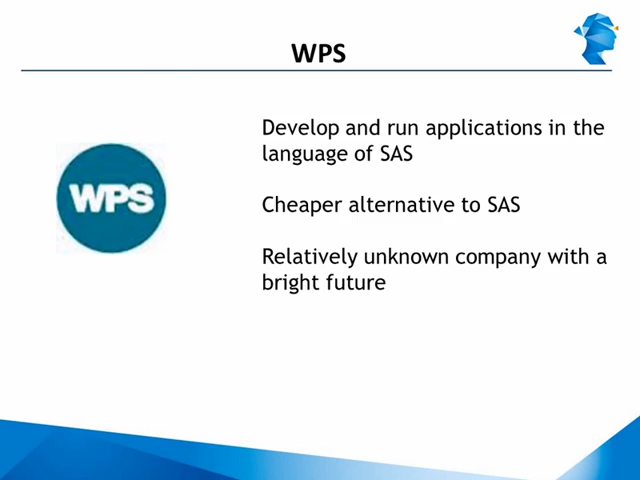 WPS
WPS
Develop and run applications in the
language of SAS
Cheaper alternative to SAS
Relatively unknown company with a
bright future